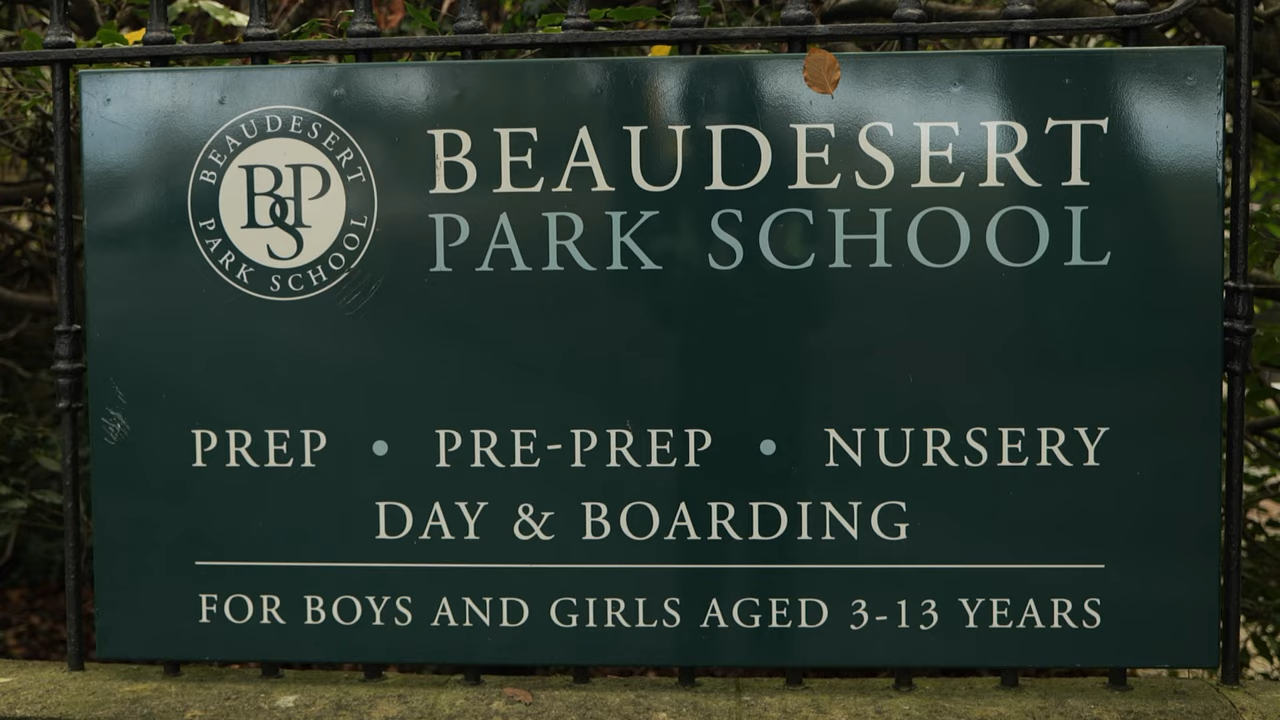 BEAUDESERT
PARK SCHOOL
BSP
BEAUDESERT
PARK SCHOOL
PREP • PRE-PREP • NURSERY
DAY & BOARDING
FOR BOYS AND GIRLS AGED 3-13 YEARS